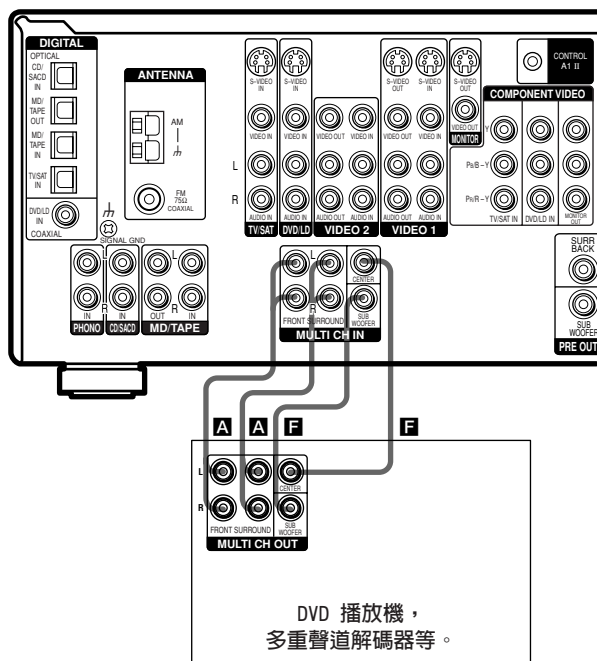 DIGITAL
OPTICAL
CD/
SACD
IN
MD/
TAPE
OUT
MD/
TAPE
IN
TV/SAT
IN
DVD/LD
IN
COAXIAL
ANTENNA
AM
FM
75Ω
COAXIAL
SIGNAL GND
L
R
IN
PHONO
IN
CD/SACD
L
R
OUT
IN
MD/TAPE
S-VIDEO
IN
VIDEO IN
L
R
AUDIO IN
TV/SAT
S-VIDEO
IN
VIDEO IN
AUDIO IN
DVD/LD
VIDEO OUT
VIDEO IN
AUDIO OUT
AUDIO IN
VIDEO 2
S-VIDEO
OUT
S-VIDEO
IN
VIDEO OUT
VIDEO IN
AUDIO OUT
AUDIO IN
VIDEO 1
S-VIDEO
OUT
VIDEO OUT
MONITOR
CONTROL
A1 II
COMPONENT VIDEO
Y
PB/B-Y
PR/R-Y
TV/SAT IN
DVD/LD IN
MONITOR
OUT
L
R
CENTER
FRONT SURROUND
SUB
WOOFER
MULTI CH IN
SURR
BACK
SUB
WOOFER
PRE OUT
A
A
F
F
L
R
CENTER
FRONT SURROUND
SUB
WOOFER
MULTI CH OUT
DVD 播放機，
多重聲道解碼器等。